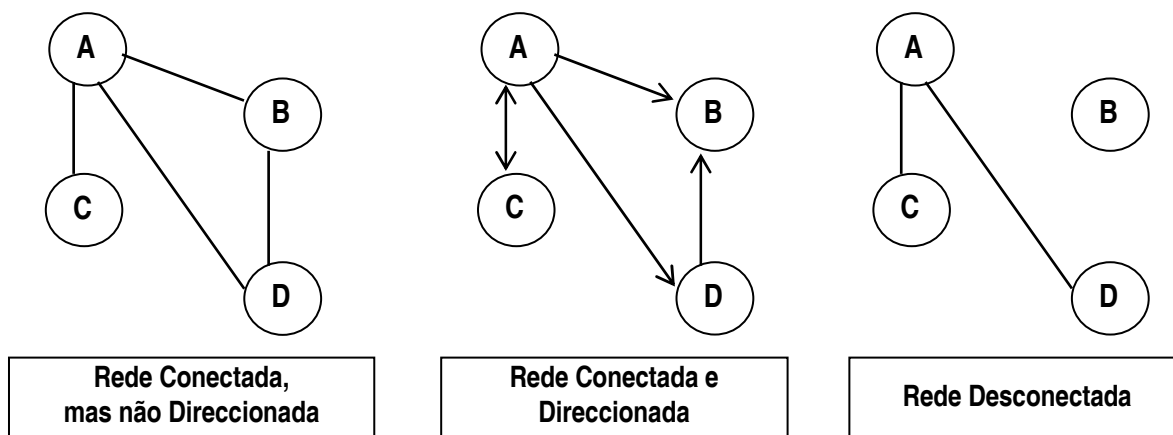 A
B
C
D
Rede Conectada,
mas não Direccionada
A
B
C
D
Rede Conectada e
Direccionada
A
B
C
D
Rede Desconectada